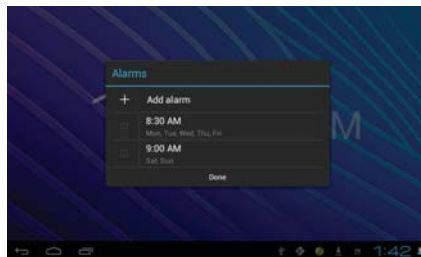 Alarms
+ Add alarm
8:30 AM
Mon, Tue, Wed, Thu, Fri
9:00 AM
Sat, Sun
Done
M
1:42